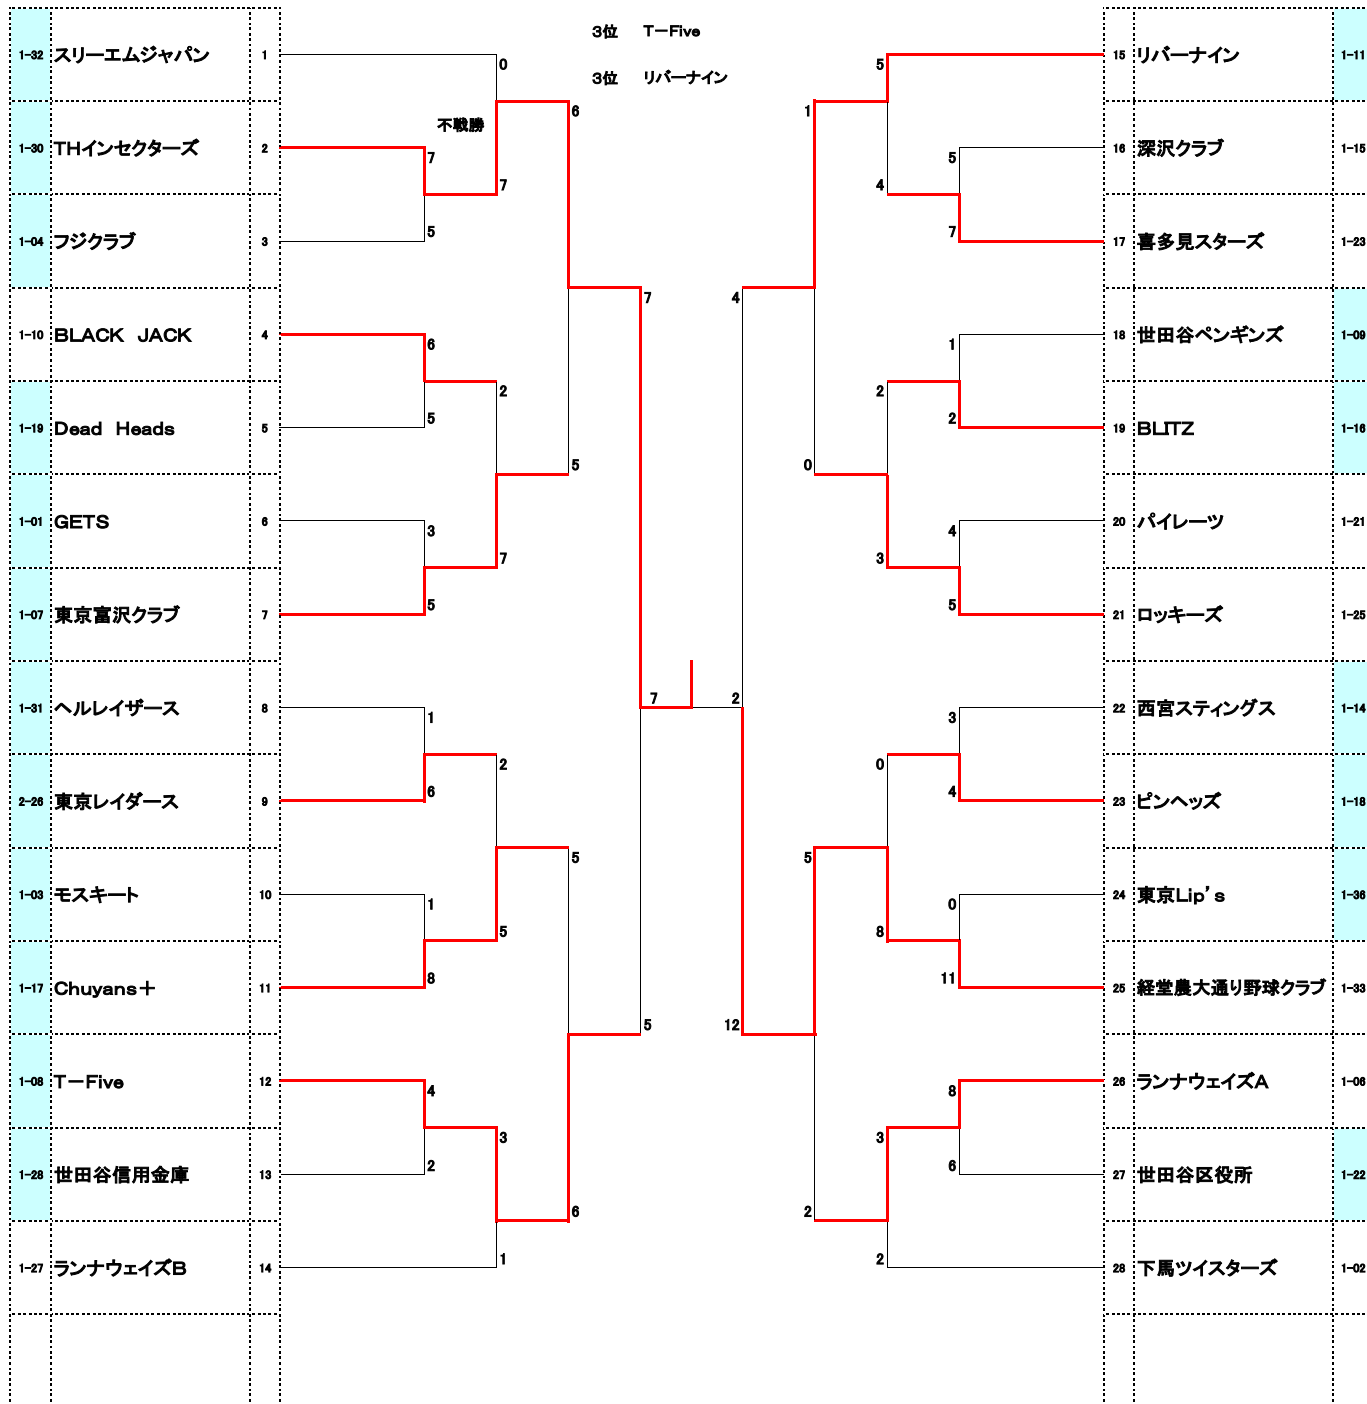 3位 T－Five
3位 リバーナイン
1-32 スリーエムジャパン 1
0
不戦勝
6
1-30 THインセクターズ 2
7
7
1-04 フジクラブ 3
5
7
1-10 BLACK JACK 4
6
2
1-19 Dead Heads 5
5
5
1-01 GETS 6
3
7
1-07 東京富沢クラブ 7
5
7
1-31 ヘルレイザース 8
1
2
2-26 東京レイダース 9
6
5
1-03 モスキート 10
1
5
1-17 Chuyans＋ 11
8
5
1-08 T－Five 12
4
3
1-28 世田谷信用金庫 13
2
6
1-27 ランナウェイズB 14
1
15 リバーナイン 1-11
5
1
16 深沢クラブ 1-15
5
4
17 喜多見スターズ 1-23
7
4
18 世田谷ペンギンズ 1-09
1
2
19 BLITZ 1-16
2
0
20 パイレーツ 1-21
4
3
21 ロッキーズ 1-25
5
2
22 西宮スティングス 1-14
3
0
23 ピンヘッズ 1-18
4
5
24 東京Lip's 1-36
0
8
25 経堂農大通り野球クラブ 1-33
11
12
26 ランナウェイズA 1-06
8
3
27 世田谷区役所 1-22
6
2
28 下馬ツイスターズ 1-02
2